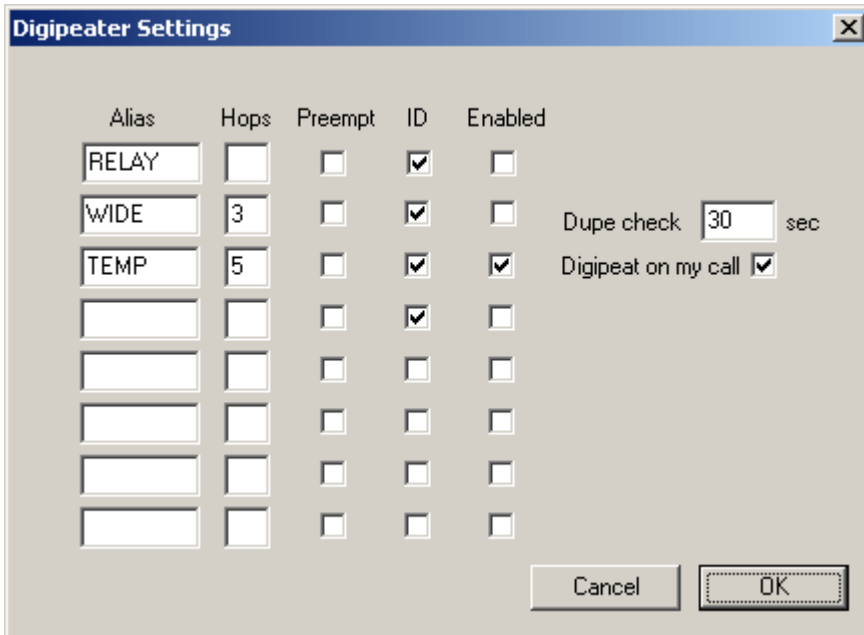 Digipeater Settings
Alias Hops Preempt ID Enabled
RELAY
WIDE 3
Dupe check 30 sec
TEMP 5
Digipeat on my call
Cancel OK